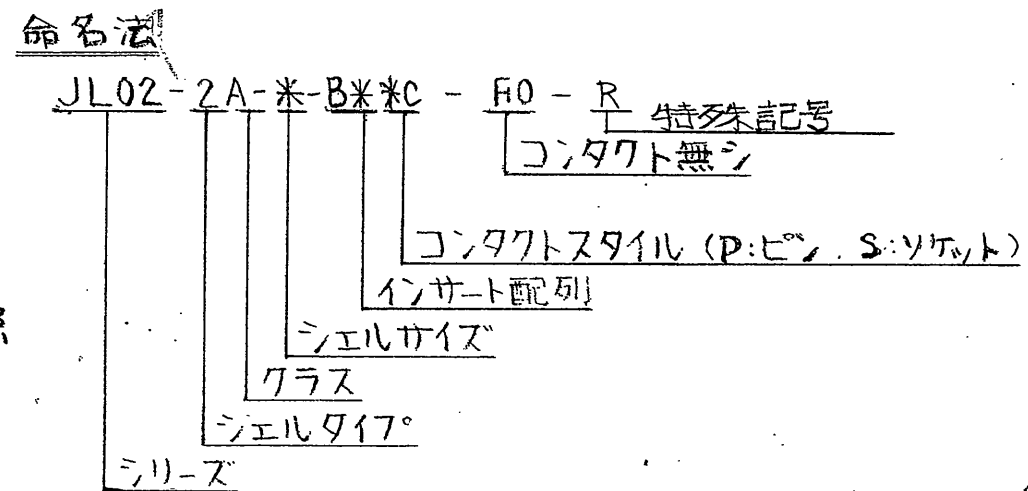 命名法
JL02-2A-*-B**C-F0-R
特殊記号
コンタクト無シ
コンタクトスタイル (P:ピン. S:ソケット)
インサート配列
シェルサイズ
クラス
シェルタイプ
シリーズ